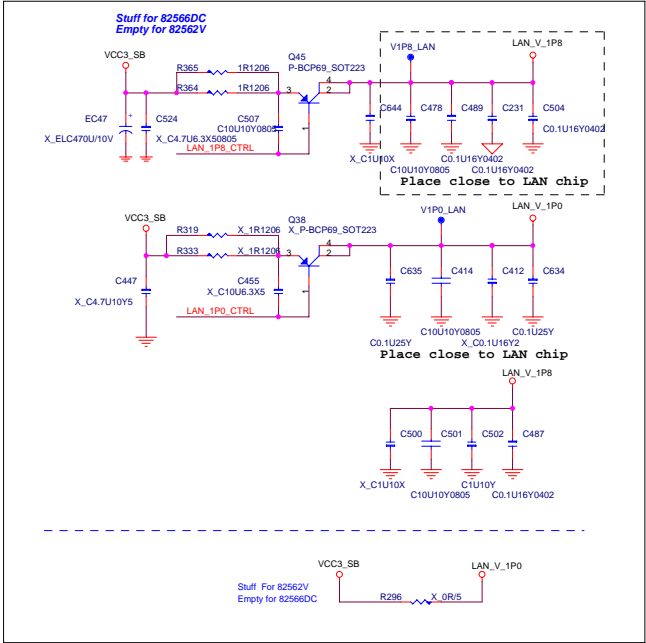 Stuff for 82566DC
Empty for 82562V
VCC3_SB
Q45
P-BCP69_SOT223
V1P8_LAN
LAN_V_1P8
R365
1R1206
R364
1R1206
3
4
2
1
EC47
+
X_ELC470U/10V
C524
X_C4.7U6.3X50805
C507
C10U10Y0805
LAN_1P8_CTRL
C644
X_C1U10X
C478
C10U10Y0805
C489
C0.1U16Y0402
C231
C0.1U16Y0402
C504
C0.1U16Y0402
Place close to LAN chip
VCC3_SB
Q38
X_P-BCP69_SOT223
V1P0_LAN
LAN_V_1P0
R319
X_1R1206
R333
X_1R1206
3
4
2
1
C447
X_C4.7U10Y5
C455
X_C10U6.3X5
LAN_1P0_CTRL
C635
C0.1U25Y
C414
C10U10Y0805
C412
X_C0.1U16Y2
C634
C0.1U25Y
Place close to LAN chip
LAN_V_1P8
C500
X_C1U10X
C501
C10U10Y0805
C502
C1U10Y
C487
C0.1U16Y0402
VCC3_SB
LAN_V_1P0
Stuff For 82562V
Empty for 82566DC
R296
X_0R/5